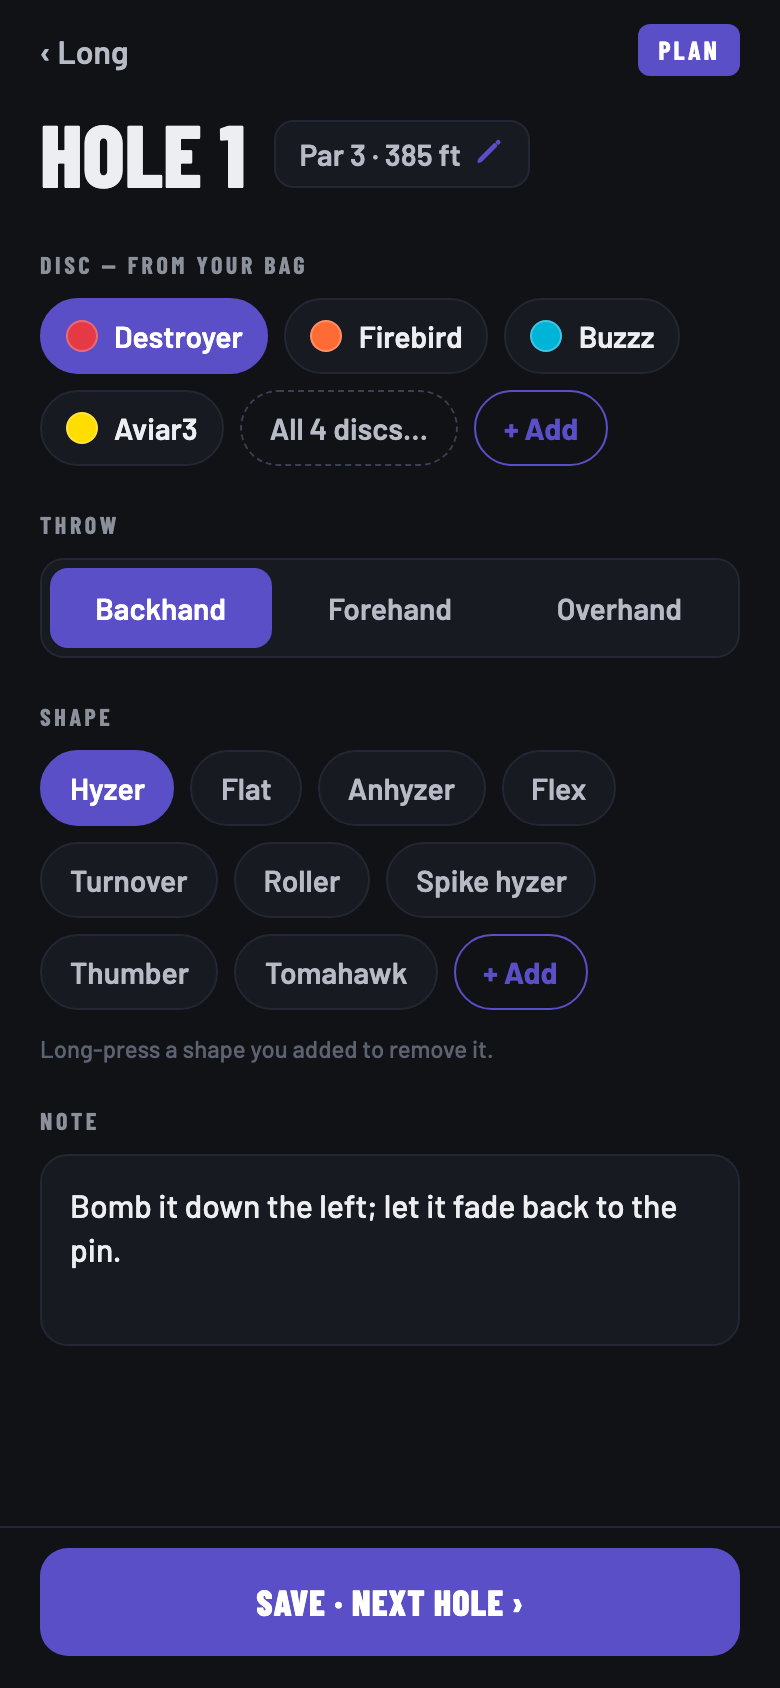 ‹ Long
PLAN
HOLE 1
Par 3 · 385 ft
DISC — FROM YOUR BAG
Destroyer
Firebird
Buzzz
Aviar3
All 4 discs...
+ Add
THROW
Backhand
Forehand
Overhand
SHAPE
Hyzer
Flat
Anhyzer
Flex
Turnover
Roller
Spike hyzer
Thumber
Tomahawk
+ Add
Long-press a shape you added to remove it.
NOTE
Bomb it down the left; let it fade back to the
pin.
SAVE · NEXT HOLE ›